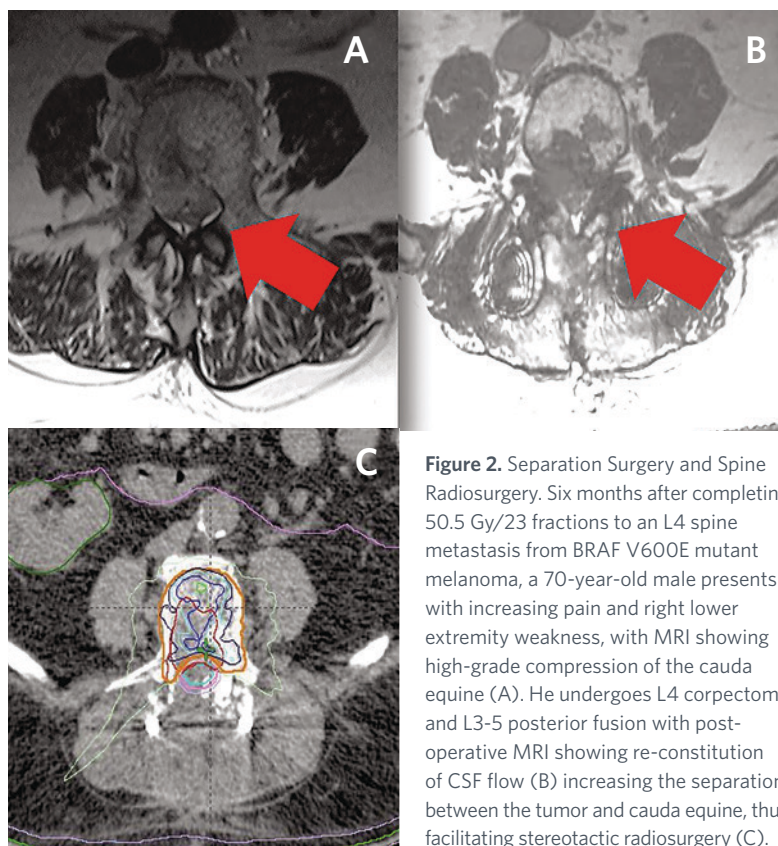 A
B
C
Figure 2. Separation Surgery and Spine
Radiosurgery. Six months after completin
50.5 Gy/23 fractions to an L4 spine
metastasis from BRAF V600E mutant
melanoma, a 70-year-old male presents
with increasing pain and right lower
extremity weakness, with MRI showing
high-grade compression of the cauda
equine (A). He undergoes L4 corpectom
and L3-5 posterior fusion with post-
operative MRI showing re-constitution
of CSF flow (B) increasing the separation
between the tumor and cauda equine, thu
facilitating stereotactic radiosurgery (C).